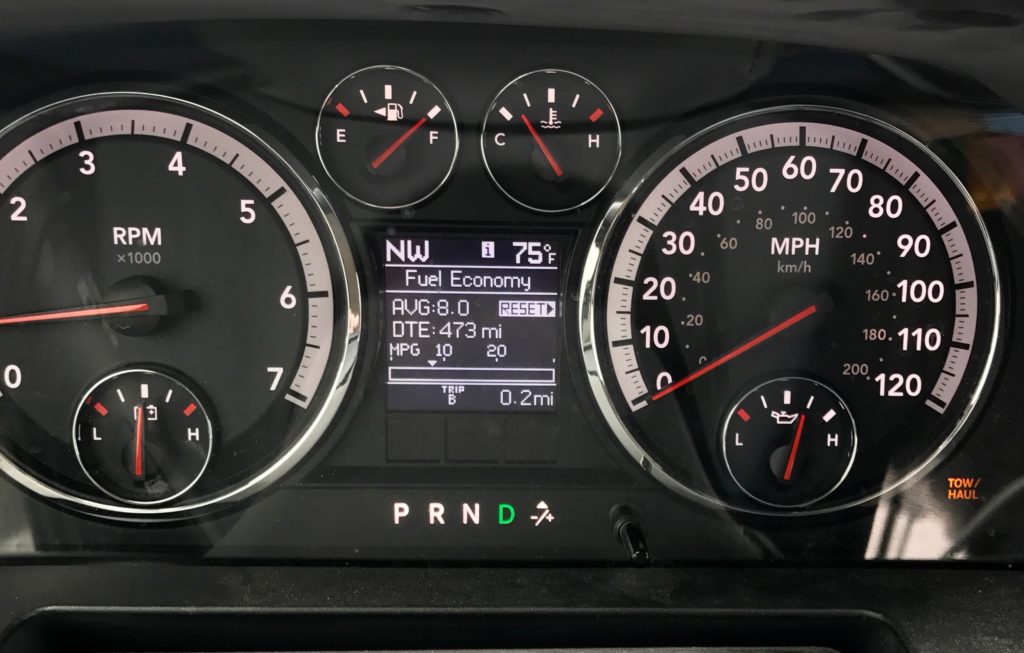 E F
C H
2 3 4 5 6 7 0
RPM
×1000
L H
NW i 75°F
Fuel Economy
AVG:8.0 RESET
DTE:473 mi
MPG 10 20
TRIP
B 0.2mi
P R N D -/+
0 10 20 30 40 50 60 70 80 90 100 110 120
MPH
km/h
0 20 40 60 80 100 120 140 160 180 200
L H
TOW/
HAUL